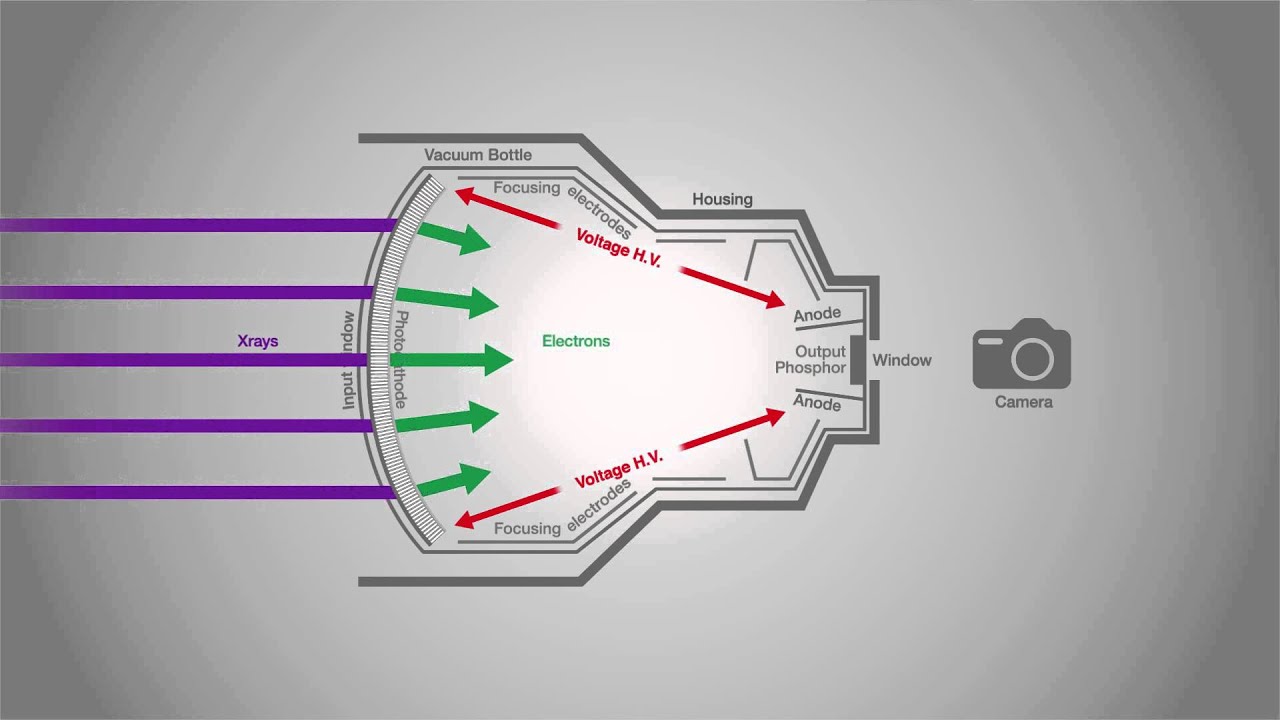 Vacuum Bottle
Focusing electrodes
Housing
Voltage H.V.
Xrays
Input Window
Photocathode
Electrons
Anode
Output
Phosphor
Window
Anode
Camera
Voltage H.V.
Focusing electrodes